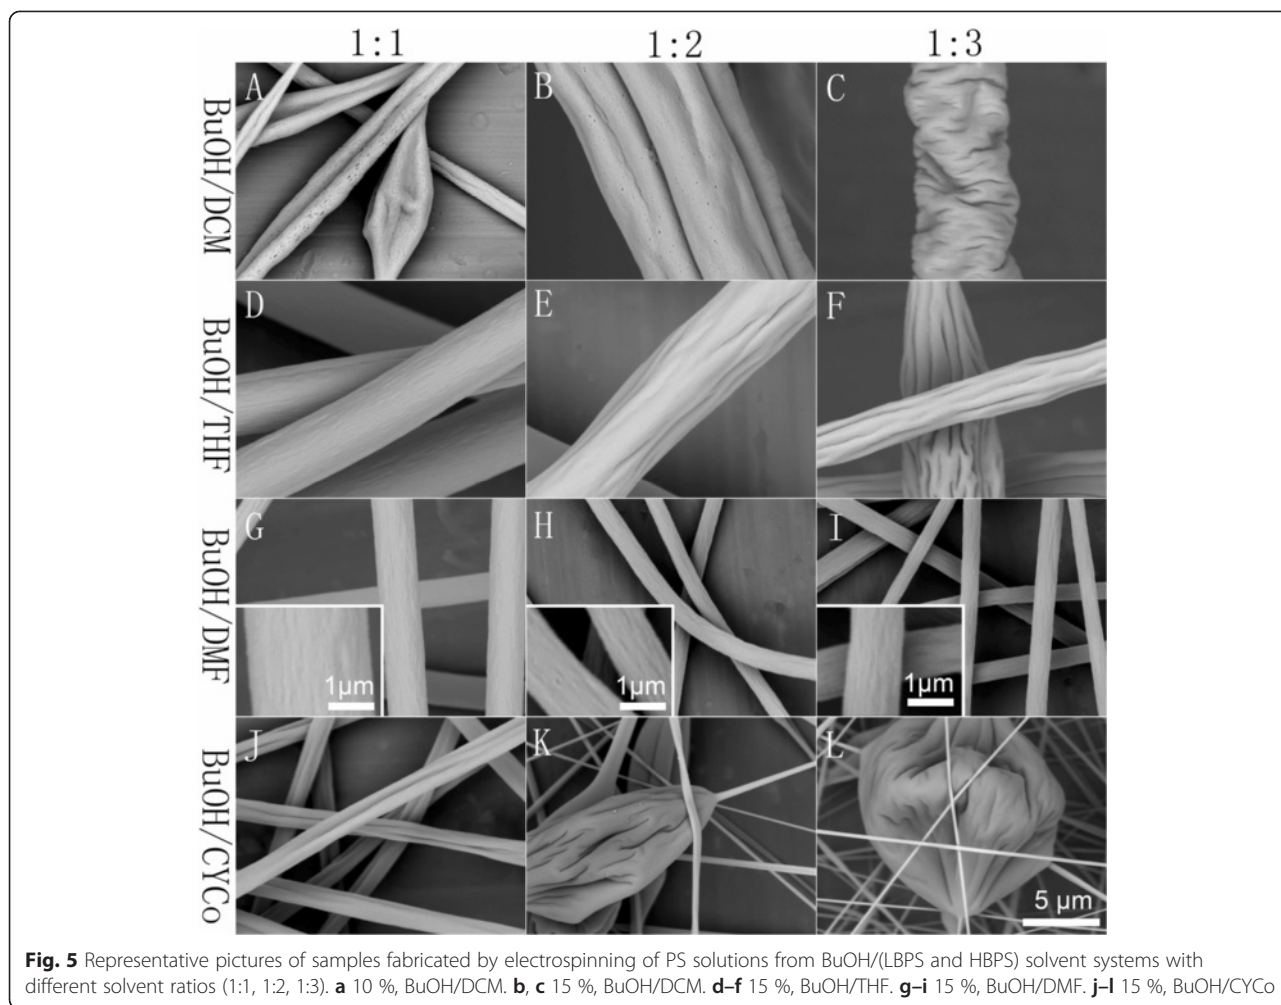 1:1 1:2 1:3
BuOH/DCM
A
B
C
BuOH/THF
D
E
F
BuOH/DMF
G
1μm
H
1μm
I
1μm
BuOH/CYCo
J
K
L
5 μm
Fig. 5 Representative pictures of samples fabricated by electrospinning of PS solutions from BuOH/(LBPS and HBPS) solvent systems with
different solvent ratios (1:1, 1:2, 1:3). a 10 %, BuOH/DCM. b, c 15 %, BuOH/DCM. d–f 15 %, BuOH/THF. g–i 15 %, BuOH/DMF. j–l 15 %, BuOH/CYCo